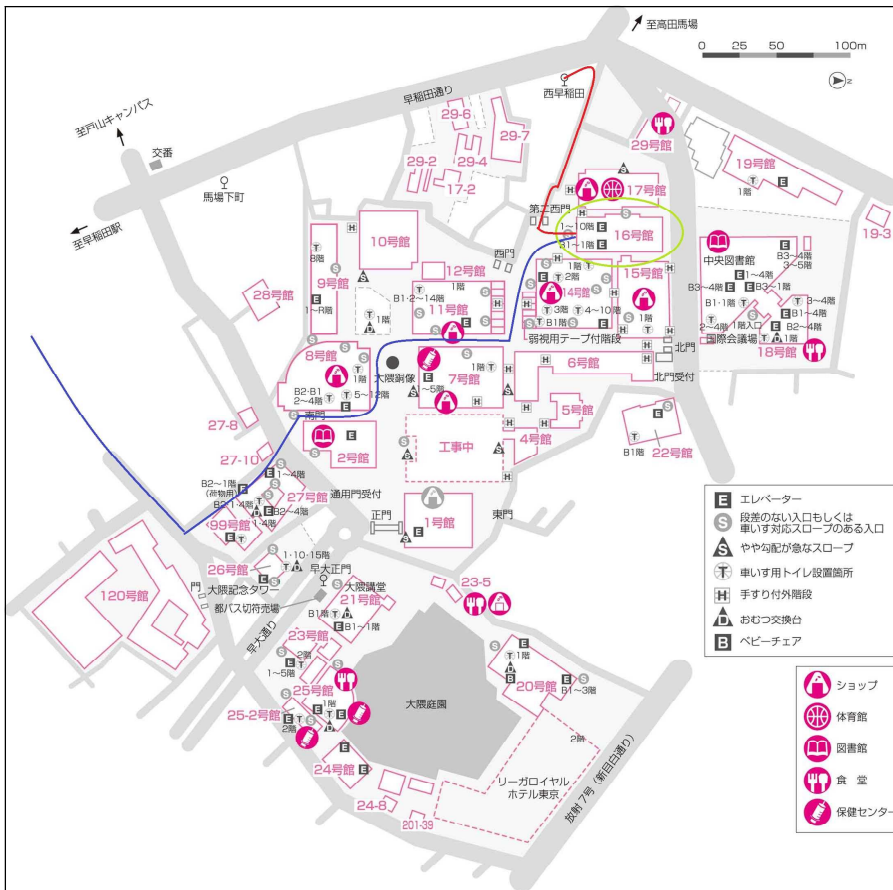 至高田馬場
0 25 50 100m
N
西早稲田
早稲田通り
至戸山キャンパス
交番
馬場下町
至早稲田駅
29-6
29-7
29-2
29-4
17-2
29号館
19号館
1階
19-3
17号館
第二西門
1〜10階
B1〜1階
16号館
西門
10号館
12号館
1階
B1・2〜14階
11号館
8階
9号館
1〜R階
1階
28号館
1階
2階
14号館
3階
4〜10階
B1階
15号館
弱視用テープ付階段
中央図書館
B3〜4階
3〜5階
1〜4階
B3〜4階
B3〜1階
B1・1階
3〜4階
B1〜4階
2〜4階
1階入口
B2〜4階
1階
国際会議場
18号館
北門
北門受付
8号館
1階
B2・B1
2〜4階
5〜12階
大隈銅像
1階
1〜5階
7号館
6号館
5号館
4号館
工事中
22号館
B1階
南門
2号館
27-8
27-10
1〜4階
B2〜1階
(荷物用)
27号館
B2・1・4階
B2〜4階
1・4階
99号館
通用門受付
正門
1号館
東門
120号館
門
26号館
1・10・15階
大隈記念タワー
早大正門
都バス切符売場
早大通り
大隈講堂
21号館
B1階
B1〜1階
23-5
23号館
2階
1〜5階
25号館
1階
25-2号館
2階
24号館
24-8
201-39
大隈庭園
1階
20号館
B1〜3階
2階
リーガロイヤル
ホテル東京
放射7号(新目白通り)
E エレベーター
S 段差のない入口もしくは
車いす対応スロープのある入口
S やや勾配が急なスロープ
T 車いす用トイレ設置箇所
H 手すり付外階段
D おむつ交換台
B ベビーチェア
ショップ
体育館
図書館
食 堂
保健センター